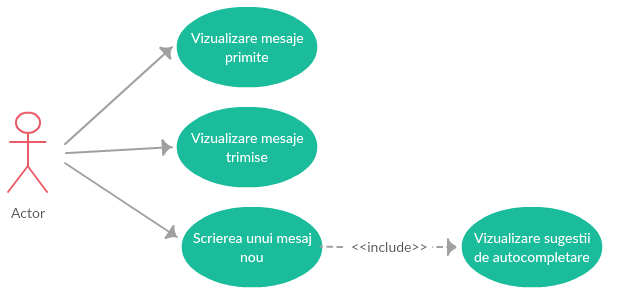 Vizualizare mesaje
primite
Vizualizare mesaje
trimise
Actor
Scrierea unui mesaj
nou
<<include>>
Vizualizare sugestii
de autocompletare